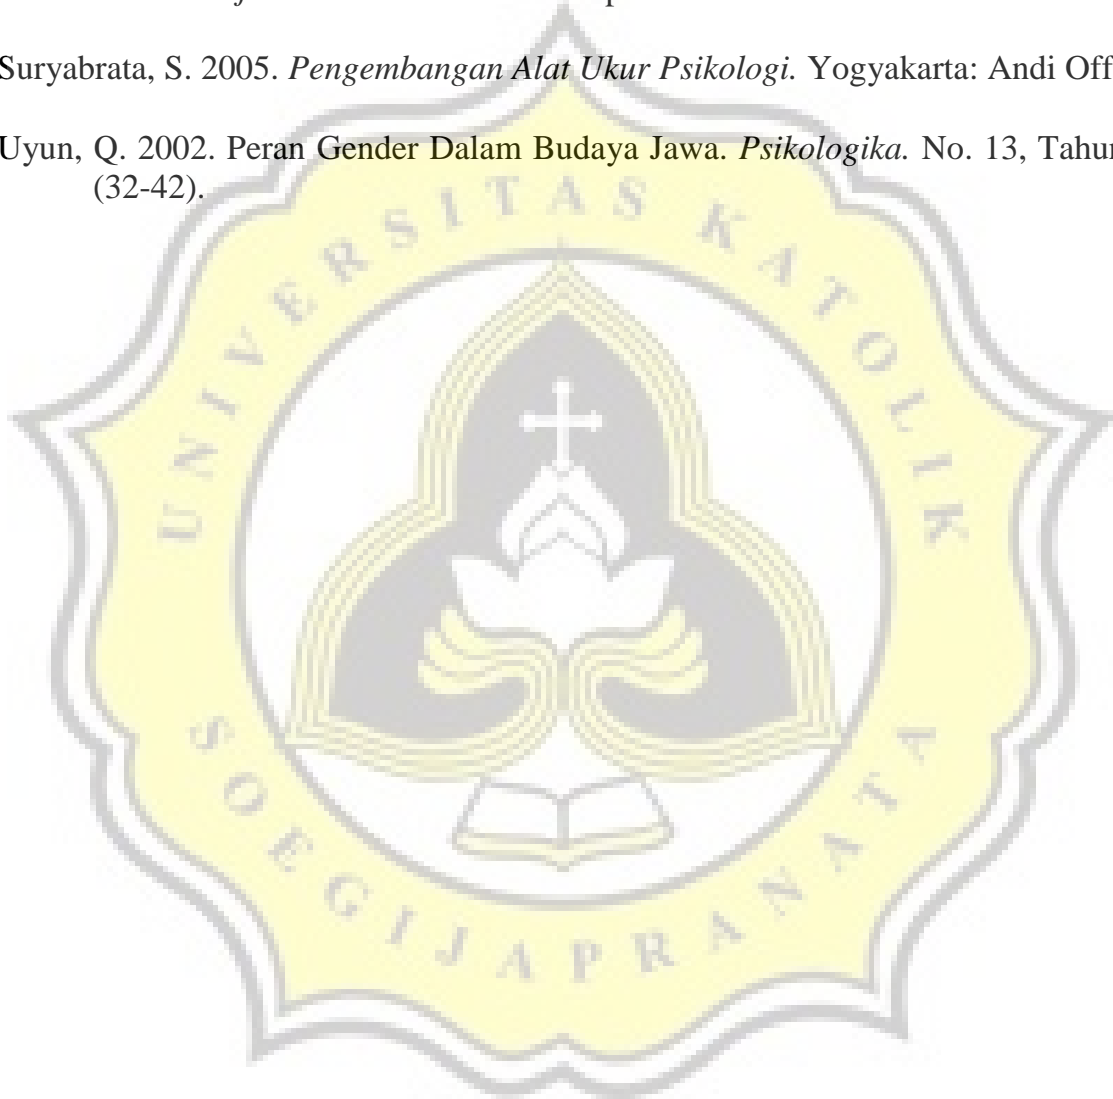 Suryabrata, S. 2005. Pengembangan Alat Ukur Psikologi. Yogyakarta: Andi Off
Uyun, Q. 2002. Peran Gender Dalam Budaya Jawa. Psikologika. No. 13, Tahun
(32-42).
UNIVERSITAS KATOLIK
SOEGIJAPRANATA